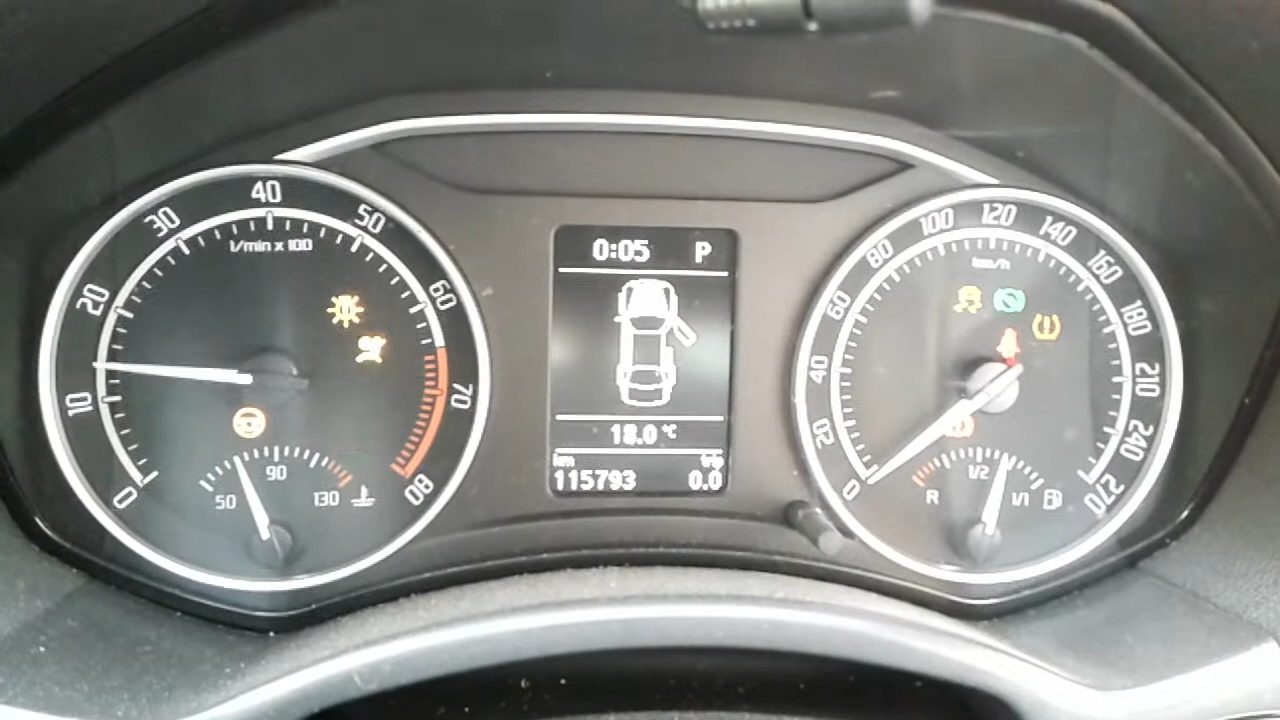 0 10 20 30 40 50 60 70 80
1/min x 100
50 90 130
0:05 P
18.0 °C
km trip
115793 0.0
0 20 40 60 80 100 120 140 160 180 210 240 270
km/h
R 1/2 1/1